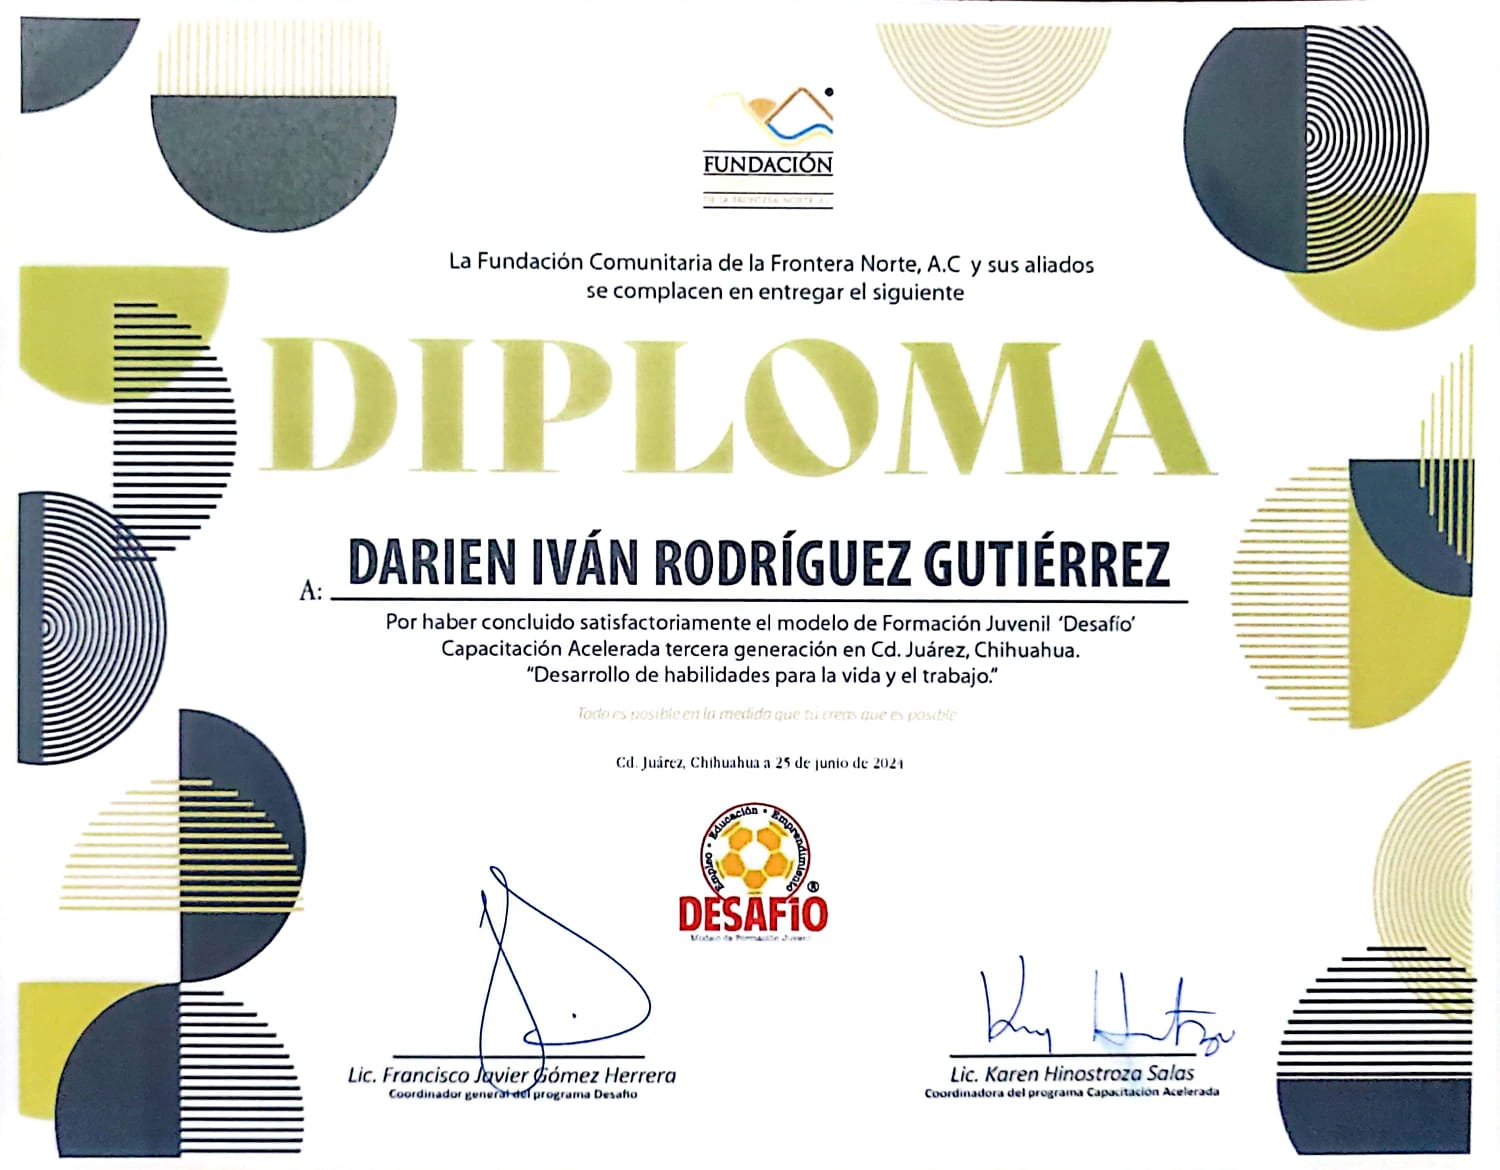 FUNDACIÓN
DE LA FRONTERA NORTE A.C.
La Fundación Comunitaria de la Frontera Norte, A.C y sus aliados
se complacen en entregar el siguiente
DIPLOMA
A: DARIEN IVÁN RODRÍGUEZ GUTIÉRREZ
Por haber concluido satisfactoriamente el modelo de Formación Juvenil ‘Desafío’
Capacitación Acelerada tercera generación en Cd. Juárez, Chihuahua.
“Desarrollo de habilidades para la vida y el trabajo.”
Todo es posible en la medida que tú creas que es posible
Cd. Juárez, Chihuahua a 25 de junio de 2024
Empleo • Educación • Emprendimiento
DESAFíO ®
Modelo de Formación Juvenil
Lic. Francisco Javier Gómez Herrera
Coordinador general del programa Desafío
Lic. Karen Hinostroza Salas
Coordinadora del programa Capacitación Acelerada